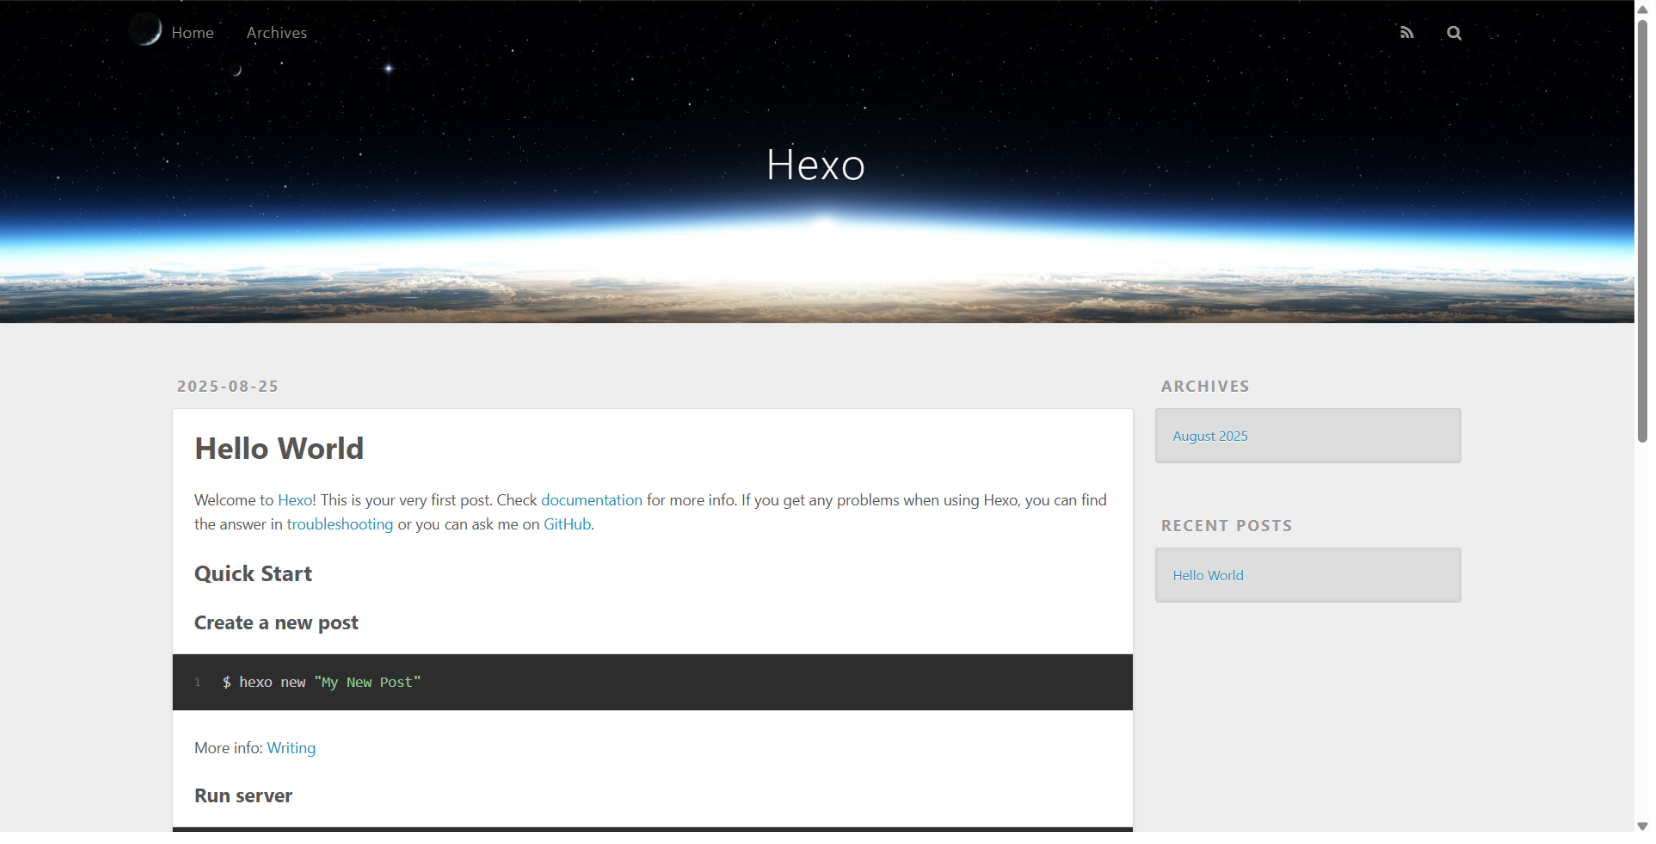 Home Archives
Hexo
2025-08-25
Hello World
Welcome to Hexo! This is your very first post. Check documentation for more info. If you get any problems when using Hexo, you can find
the answer in troubleshooting or you can ask me on GitHub.
Quick Start
Create a new post
1 $ hexo new "My New Post"
More info: Writing
Run server
ARCHIVES
August 2025
RECENT POSTS
Hello World